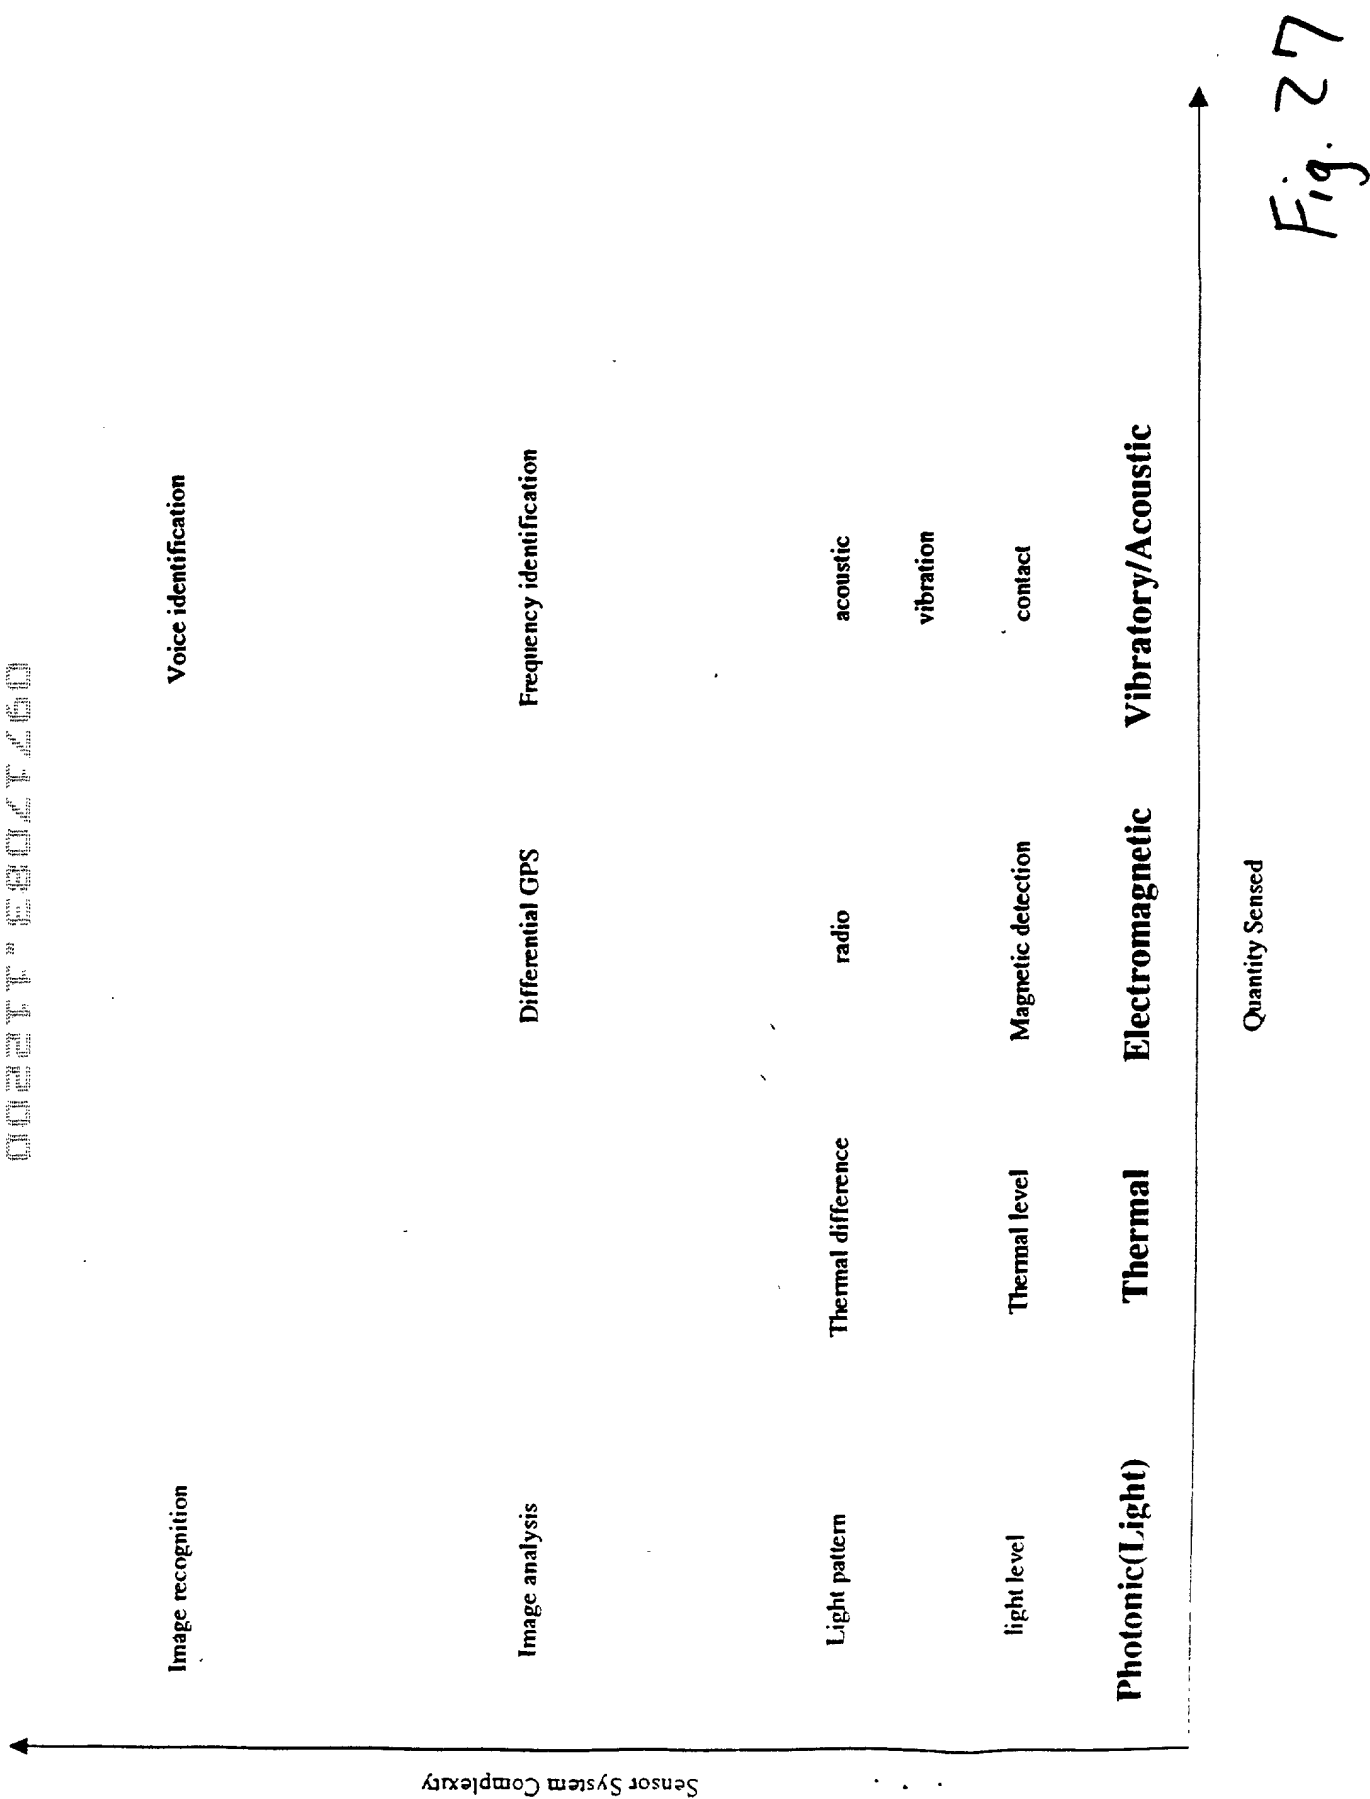 Image recognition
Voice identification
Image analysis
Differential GPS
Frequency identification
Light pattern
Thermal difference
radio
acoustic
vibration
light level
Thermal level
Magnetic detection
contact
Photonic(Light)
Thermal
Electromagnetic
Vibratory/Acoustic
Quantity Sensed
Sensor System Complexity
Fig. 27